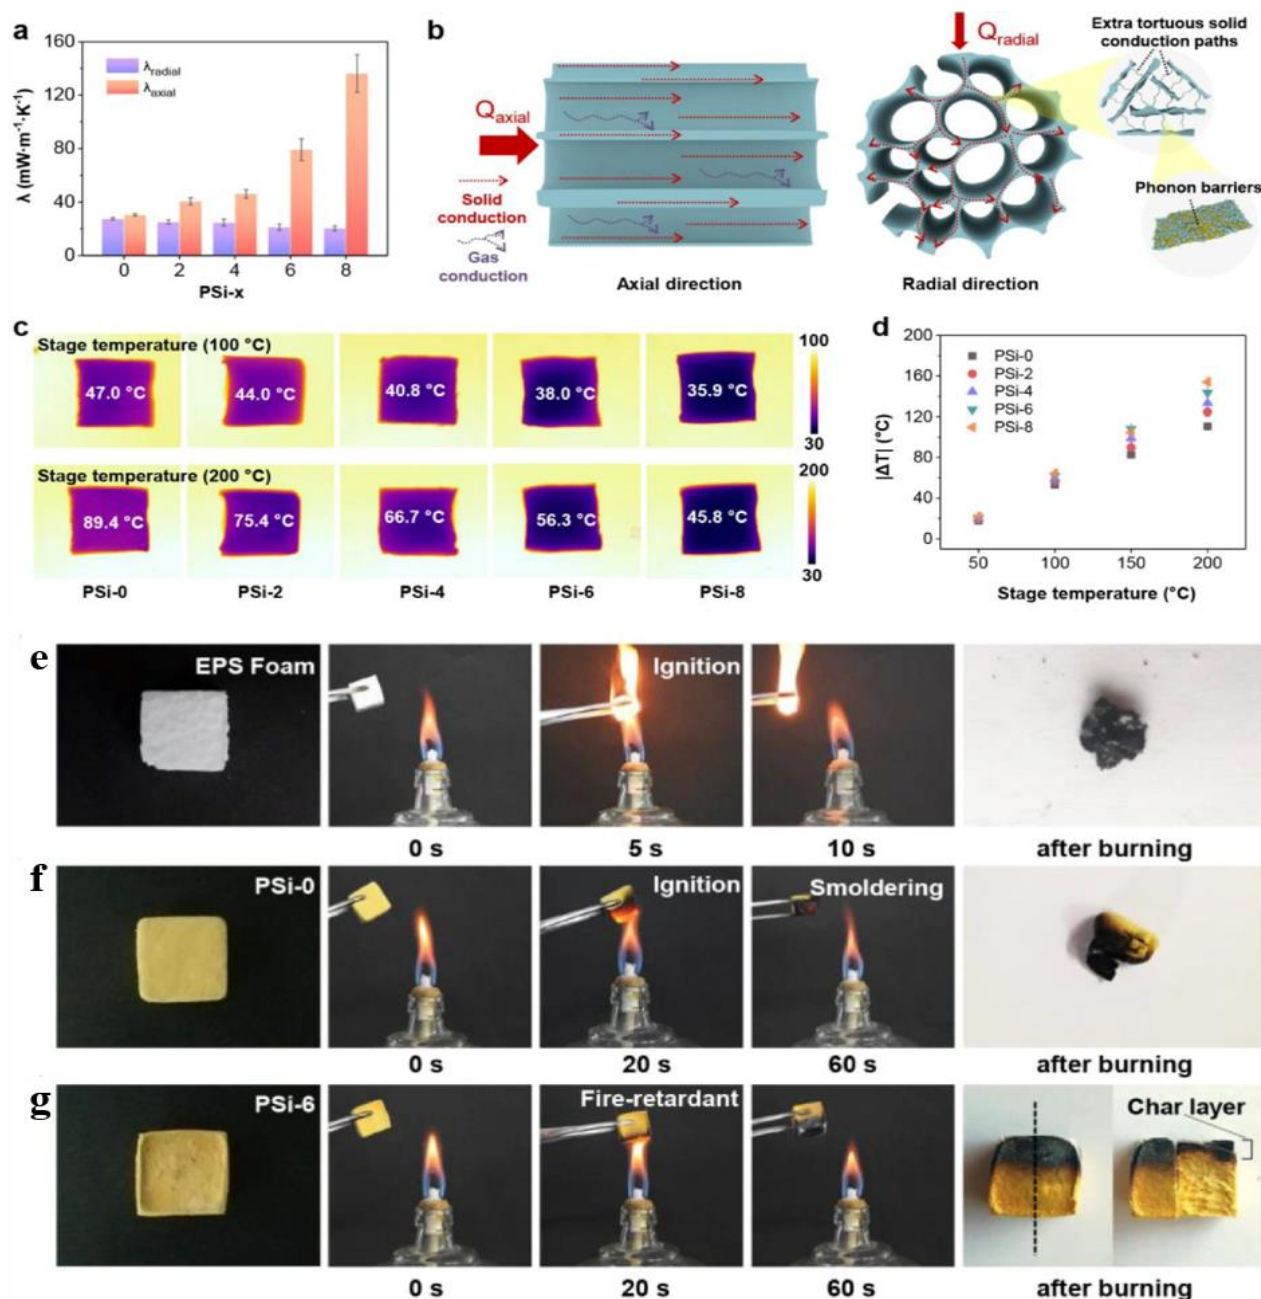 a
160
120
80
40
0
λ (mW·m⁻¹·K⁻¹)
λradial
λaxial
0 2 4 6 8
PSi-x
b
Qaxial
Solid
conduction
Gas
conduction
Axial direction
Qradial
Radial direction
Extra tortuous solid
conduction paths
Phonon barriers
c
Stage temperature (100 °C)
47.0 °C 44.0 °C 40.8 °C 38.0 °C 35.9 °C
100
30
Stage temperature (200 °C)
89.4 °C 75.4 °C 66.7 °C 56.3 °C 45.8 °C
200
30
PSi-0 PSi-2 PSi-4 PSi-6 PSi-8
d
200
160
120
80
40
0
|ΔT| (°C)
PSi-0
PSi-2
PSi-4
PSi-6
PSi-8
50 100 150 200
Stage temperature (°C)
e
EPS Foam
Ignition
0 s 5 s 10 s after burning
f
PSi-0
Ignition
Smoldering
0 s 20 s 60 s after burning
g
PSi-6
Fire-retardant
Char layer
0 s 20 s 60 s after burning